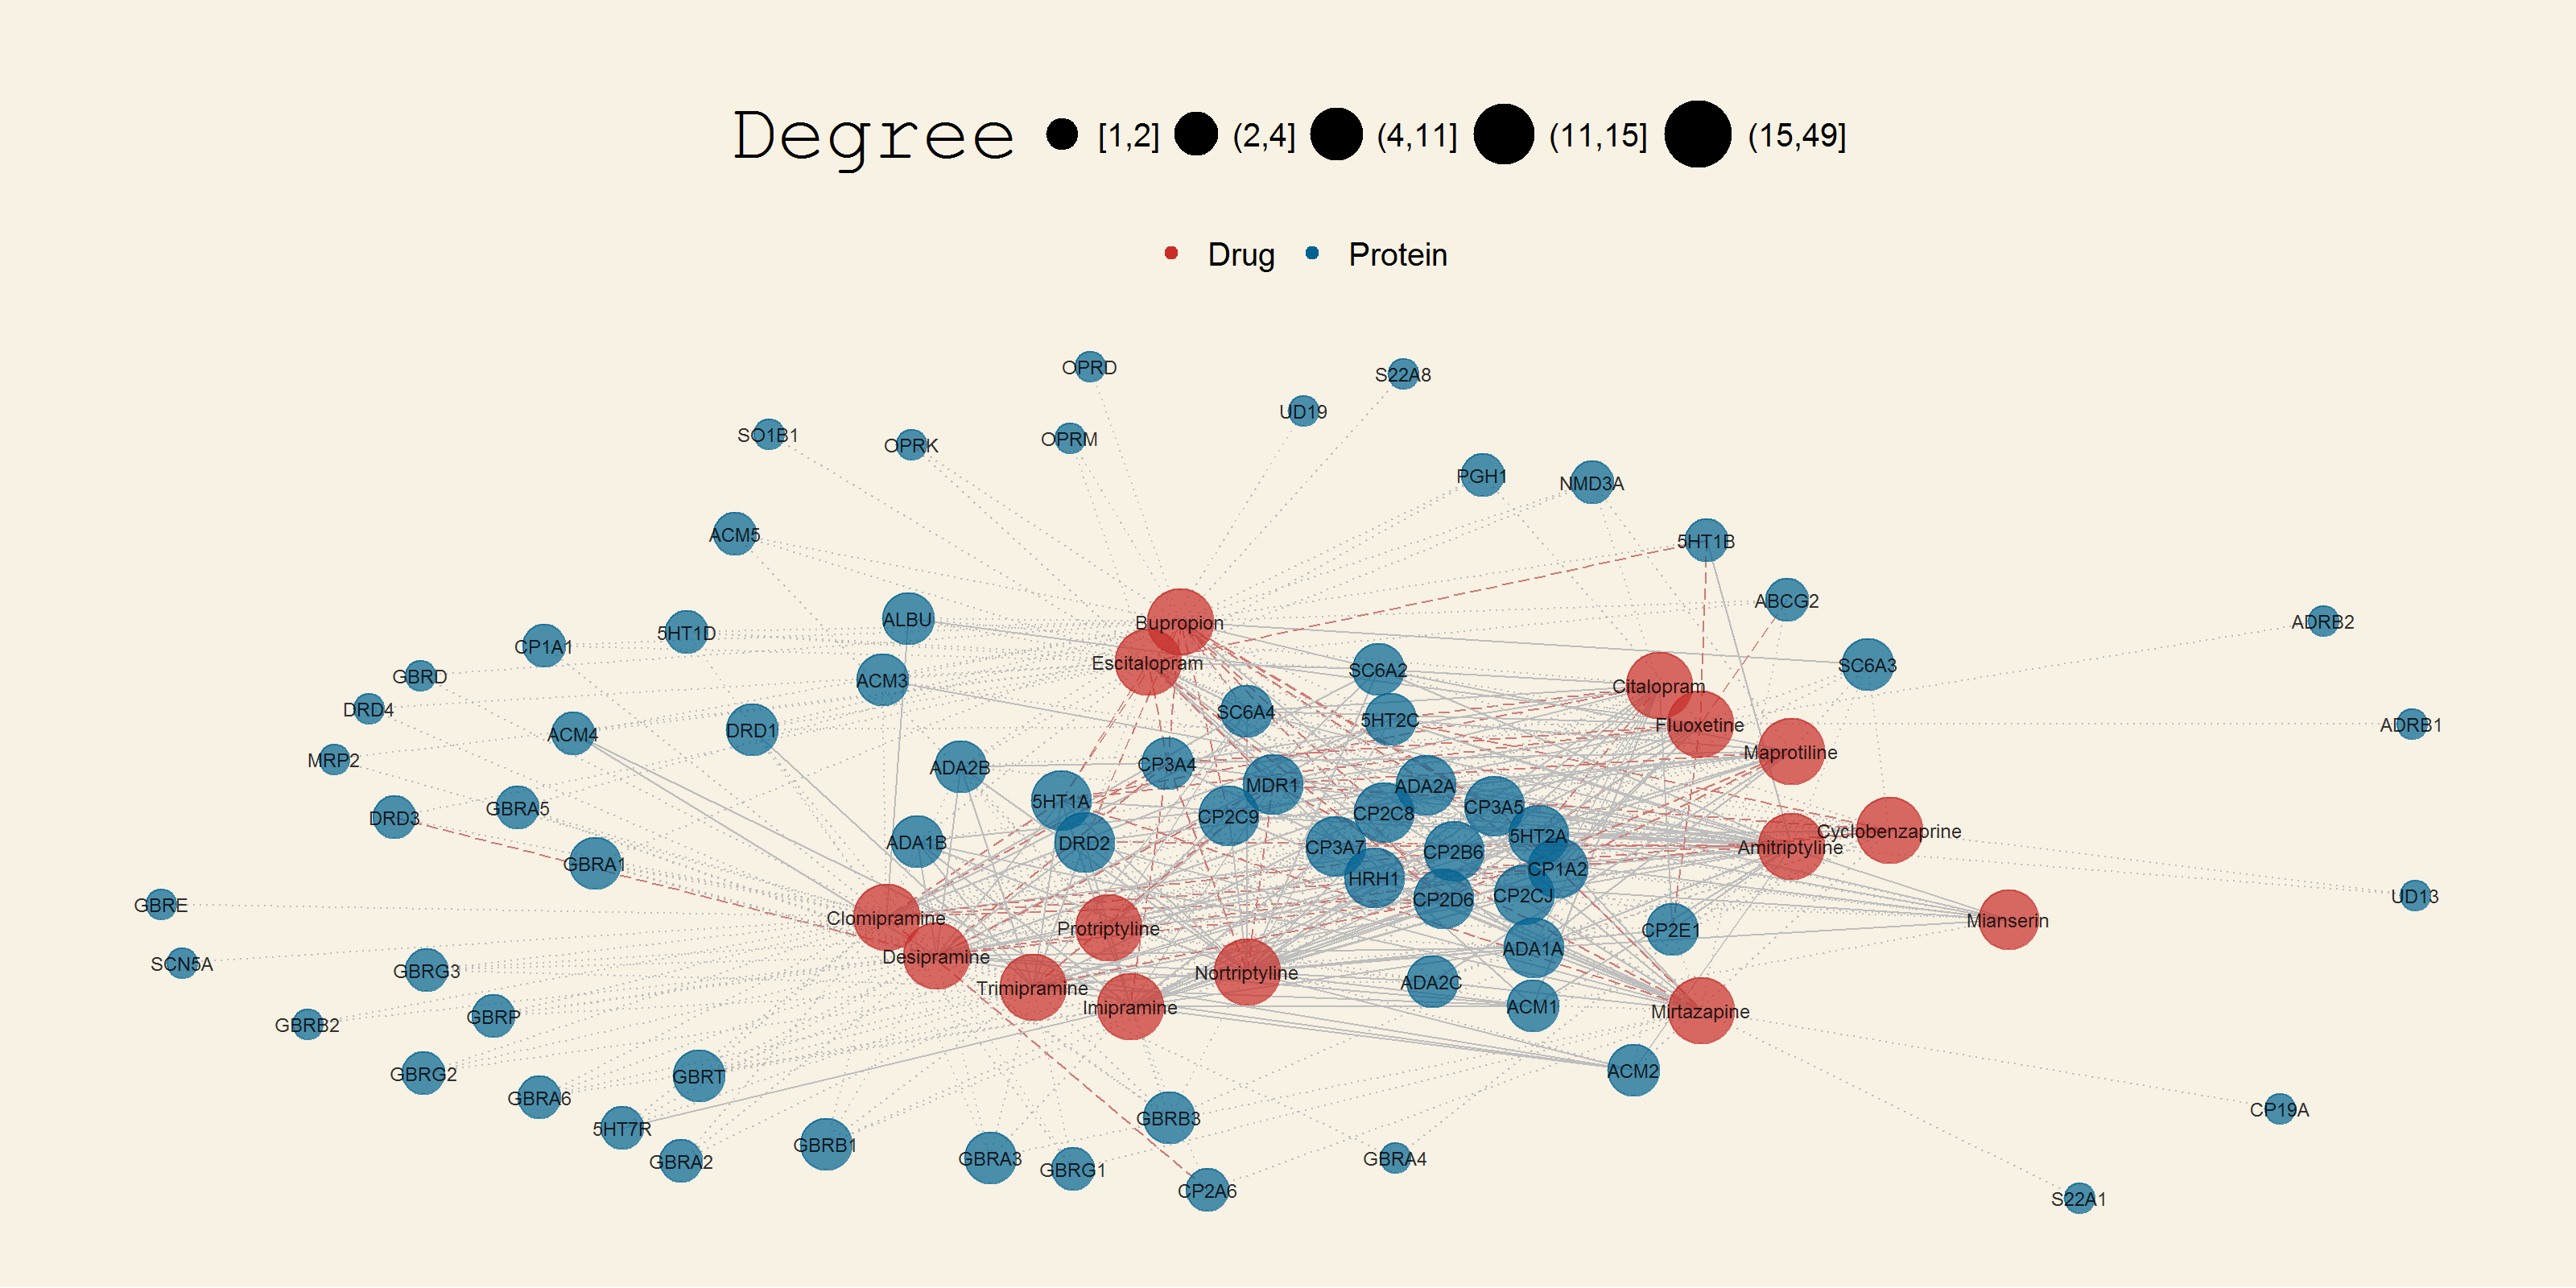 Degree [1,2] (2,4] (4,11] (11,15] (15,49]
Drug Protein
OPRD
S22A8
UD19
SO1B1
OPRK
OPRM
PGH1
NMD3A
ACM5
5HT1B
ABCG2
ALBU
Bupropion
ADRB2
5HT1D
CP1A1
Escitalopram
SC6A3
SC6A2
GBRD
ACM3
Citalopram
DRD4
SC6A4
5HT2C
Fluoxetine
ADRB1
ACM4
DRD1
Maprotiline
MRP2
ADA2B
CP3A4
MDR1
ADA2A
5HT1A
CP3A5
GBRA5
DRD3
CP2C9
CP2C8
Cyclobenzaprine
5HT2A
ADA1B
DRD2
CP3A7
CP2B6
Amitriptyline
GBRA1
CP1A2
HRH1
CP2CJ
UD13
CP2D6
GBRE
Clomipramine
Protriptyline
Mianserin
CP2E1
ADA1A
Desipramine
SCN5A
GBRG3
Nortriptyline
ADA2C
Trimipramine
Imipramine
ACM1
Mirtazapine
GBRP
GBRB2
ACM2
GBRG2
GBRT
GBRA6
CP19A
GBRB3
5HT7R
GBRB1
GBRA2
GBRA3
GBRA4
GBRG1
CP2A6
S22A1